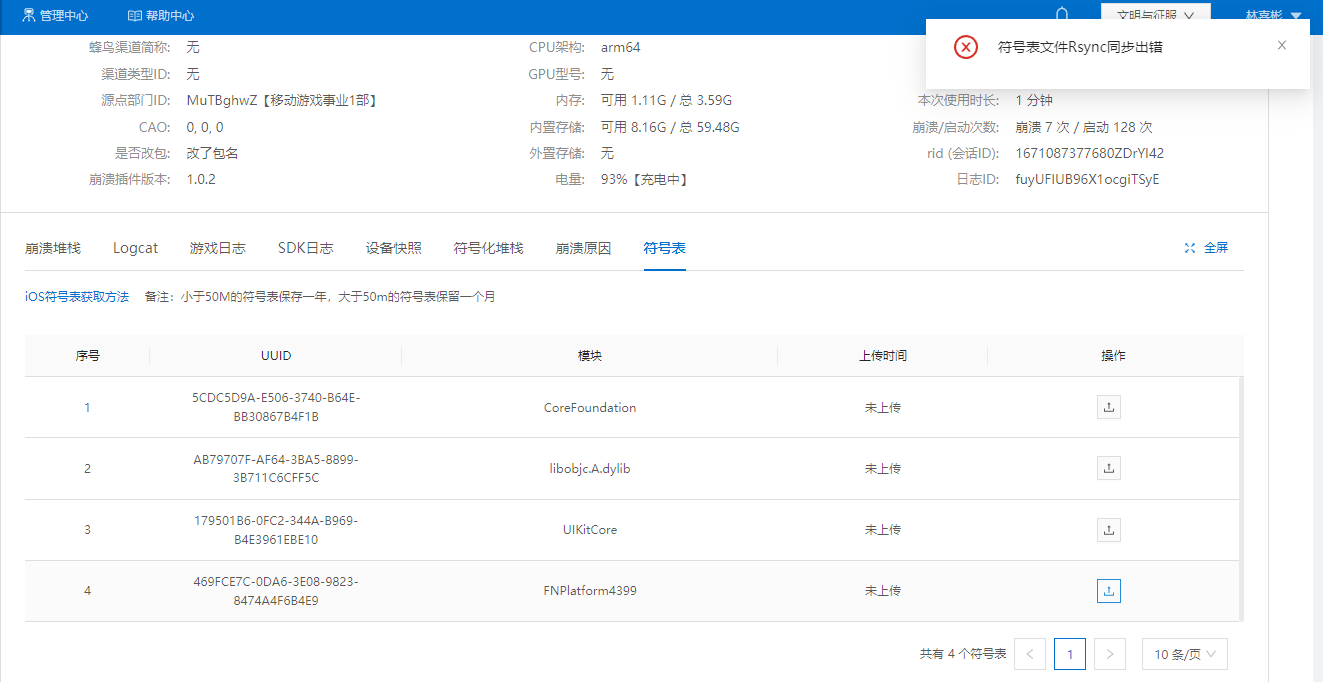 管理中心 帮助中心 文明与征服 林嘉彬
符号表文件Rsync同步出错
蜂鸟渠道简称: 无 CPU架构: arm64
渠道类型ID: 无 GPU型号: 无
源点部门ID: MuTBghwZ【移动游戏事业1部】 内存: 可用 1.11G / 总 3.59G 本次使用时长: 1 分钟
CAO: 0, 0, 0 内置存储: 可用 8.16G / 总 59.48G 崩溃/启动次数: 崩溃 7 次 / 启动 128 次
是否改包: 改了包名 外置存储: 无 rid (会话ID): 1671087377680ZDrYI42
崩溃插件版本: 1.0.2 电量: 93%【充电中】 日志ID: fuyUFIUB96X1ocgiTSyE
崩溃堆栈 Logcat 游戏日志 SDK日志 设备快照 符号化堆栈 崩溃原因 符号表 全屏
iOS符号表获取方法 备注：小于50M的符号表保存一年，大于50m的符号表保留一个月
序号 UUID 模块 上传时间 操作
1 5CDC5D9A-E506-3740-B64E-BB30867B4F1B CoreFoundation 未上传
2 AB79707F-AF64-3BA5-8899-3B711C6CFF5C libobjc.A.dylib 未上传
3 179501B6-0FC2-344A-B969-B4E3961EBE10 UIKitCore 未上传
4 469FCE7C-0DA6-3E08-9823-8474A4F6B4E9 FNPlatform4399 未上传
共有 4 个符号表 < 1 > 10 条/页